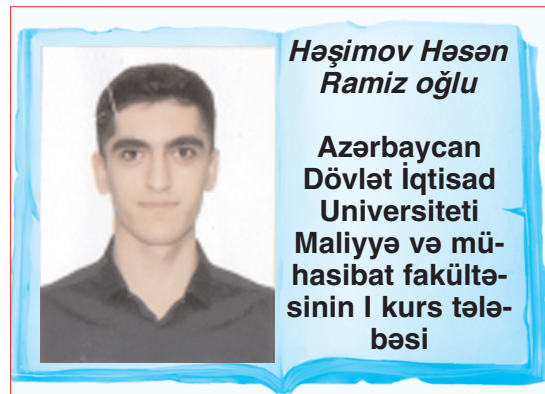 Həşimov Həsən
Ramiz oğlu
Azərbaycan
Dövlət İqtisad
Universiteti
Maliyyə və mü-
hasibat fakültə-
sinin I kurs tələ-
bəsi